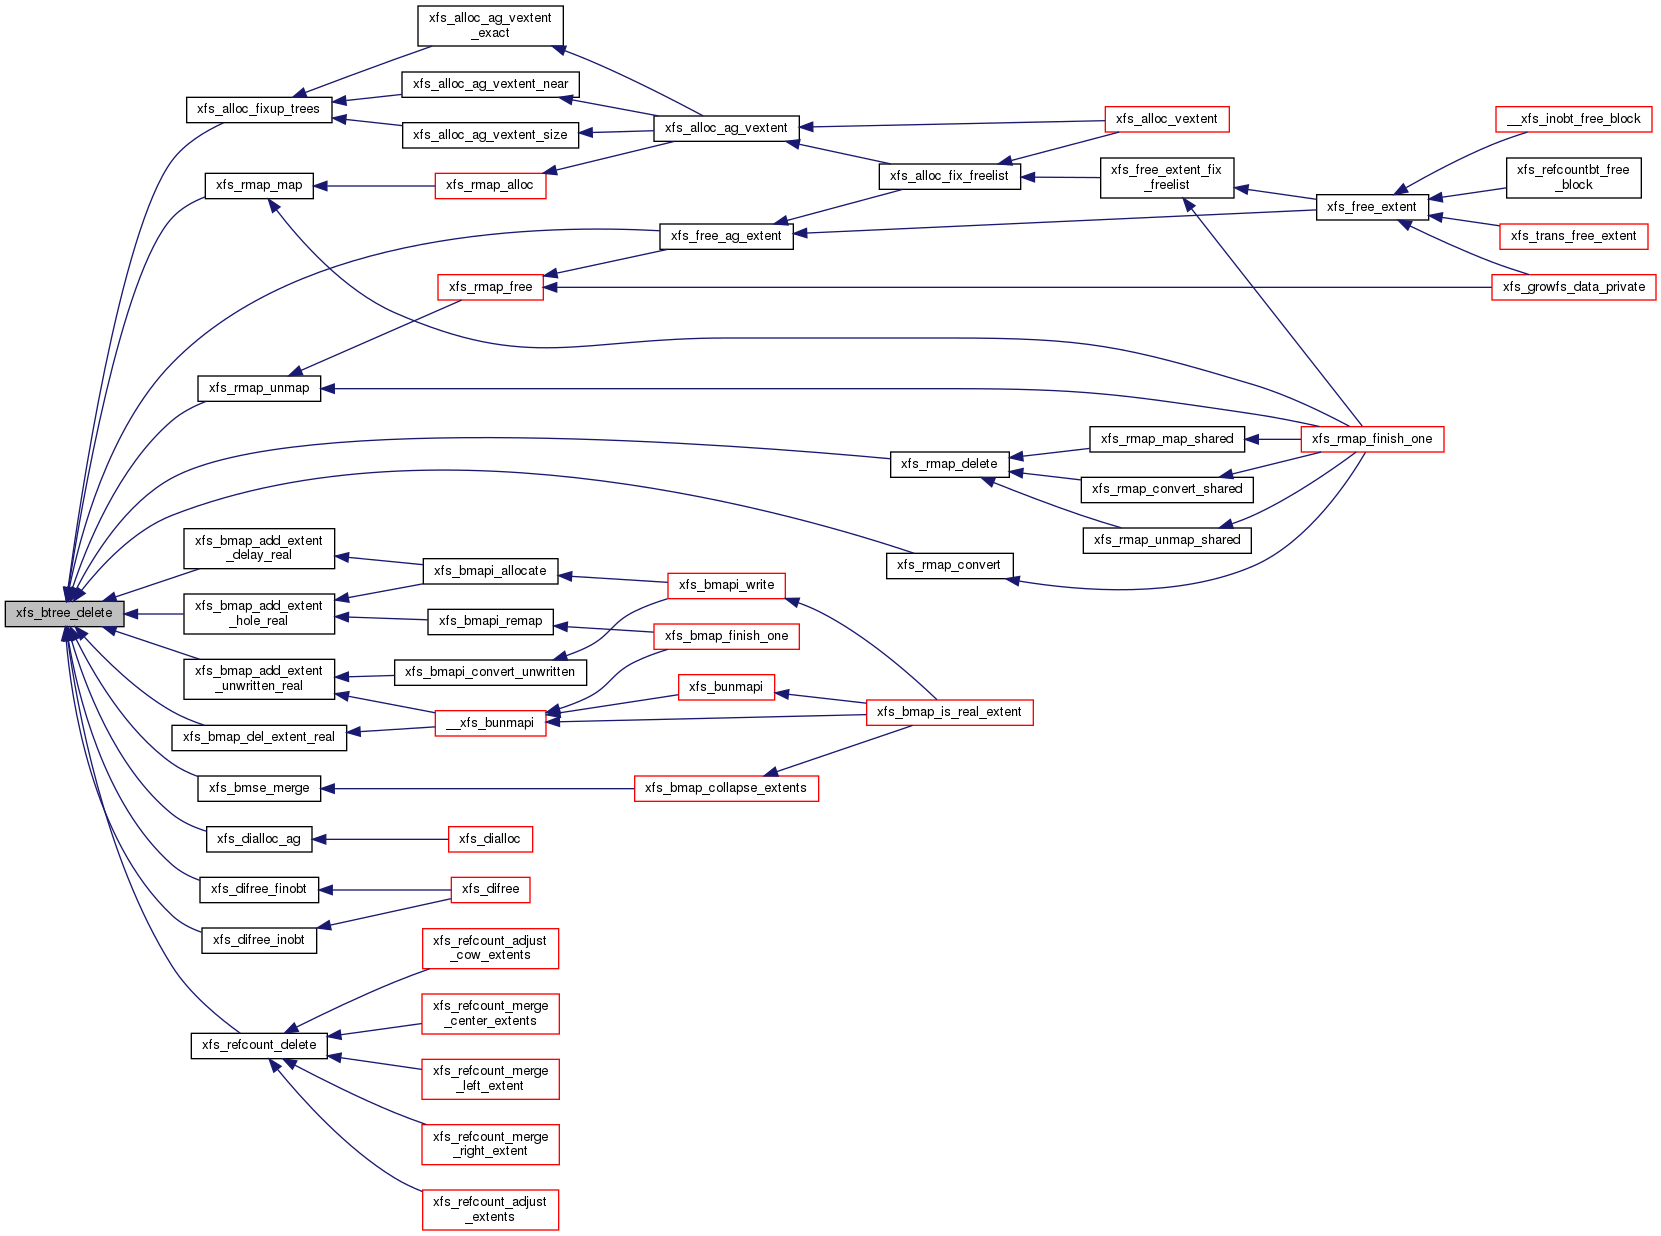 xfs_alloc_ag_vextent
_exact
xfs_alloc_ag_vextent_near
xfs_alloc_fixup_trees
xfs_alloc_ag_vextent_size
xfs_alloc_ag_vextent
xfs_alloc_vextent
__xfs_inobt_free_block
xfs_rmap_map
xfs_rmap_alloc
xfs_alloc_fix_freelist
xfs_free_extent_fix
_freelist
xfs_refcountbt_free
_block
xfs_free_extent
xfs_free_ag_extent
xfs_trans_free_extent
xfs_rmap_free
xfs_growfs_data_private
xfs_rmap_unmap
xfs_rmap_map_shared
xfs_rmap_finish_one
xfs_rmap_delete
xfs_rmap_convert_shared
xfs_rmap_unmap_shared
xfs_bmap_add_extent
_delay_real
xfs_bmapi_allocate
xfs_rmap_convert
xfs_bmapi_write
xfs_btree_delete
xfs_bmap_add_extent
_hole_real
xfs_bmapi_remap
xfs_bmap_finish_one
xfs_bmap_add_extent
_unwritten_real
xfs_bmapi_convert_unwritten
xfs_bunmapi
xfs_bmap_is_real_extent
__xfs_bunmapi
xfs_bmap_del_extent_real
xfs_bmse_merge
xfs_bmap_collapse_extents
xfs_dialloc_ag
xfs_dialloc
xfs_difree_finobt
xfs_difree
xfs_difree_inobt
xfs_refcount_adjust
_cow_extents
xfs_refcount_merge
_center_extents
xfs_refcount_delete
xfs_refcount_merge
_left_extent
xfs_refcount_merge
_right_extent
xfs_refcount_adjust
_extents